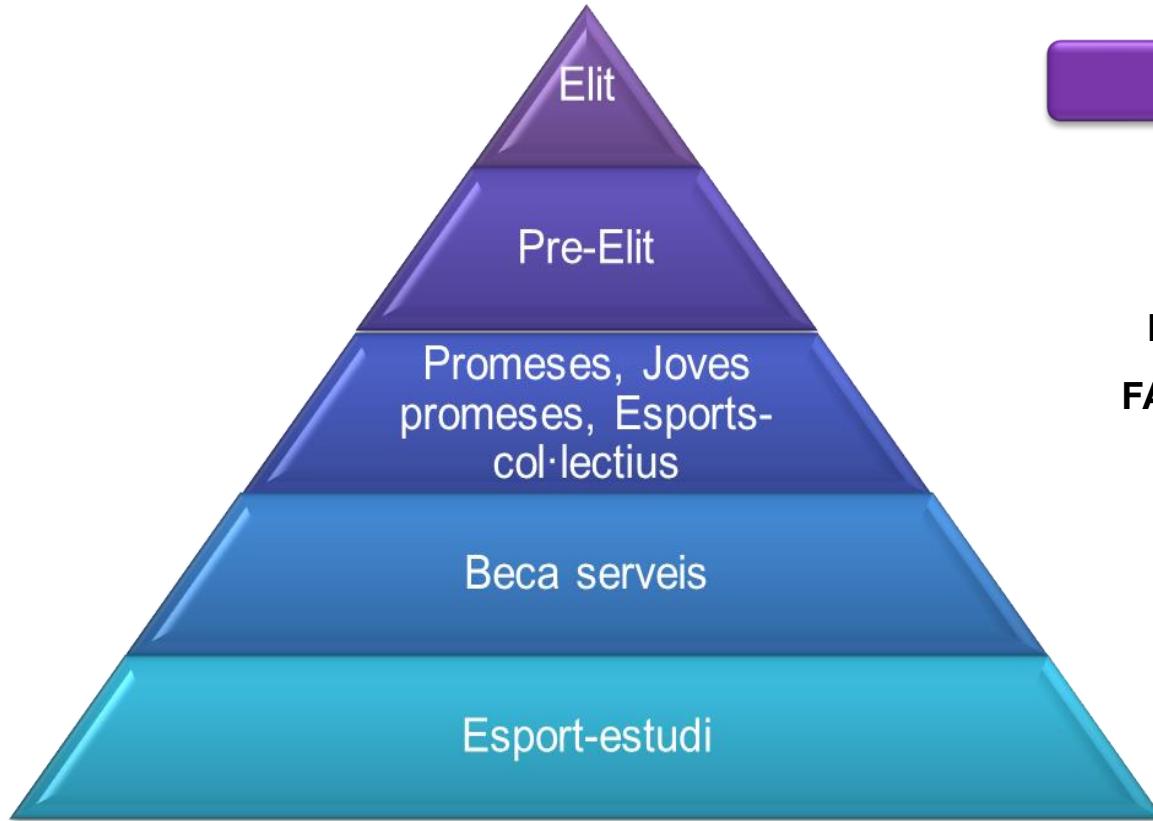 Elit
Pre-Elit
Promeses, Joves
promeses, Esports-
col·lectius
Beca serveis
Esport-estudi